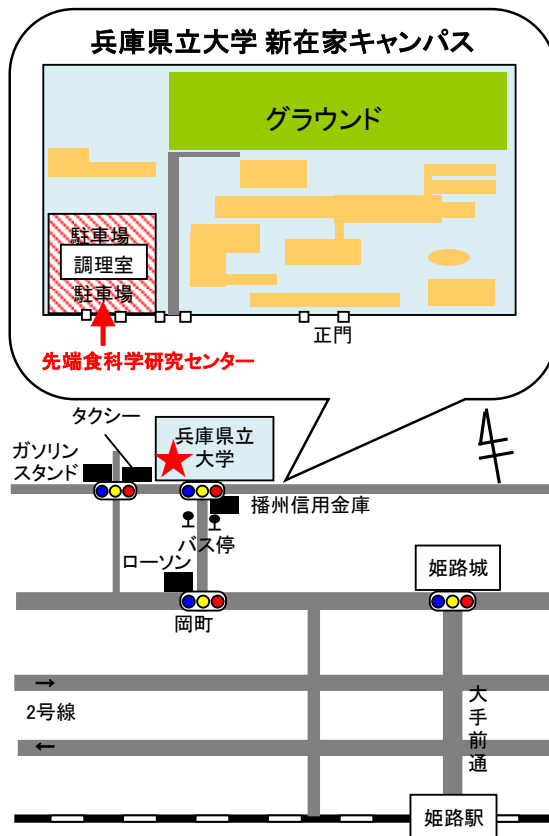 兵庫県立大学 新在家キャンパス
グラウンド
駐車場
調理室
駐車場
正門
先端食科学研究センター
タクシー
ガソリン
スタンド
兵庫県立
大学
播州信用金庫
バス停
ローソン
姫路城
岡町
→
2号線
←
大手前通
姫路駅